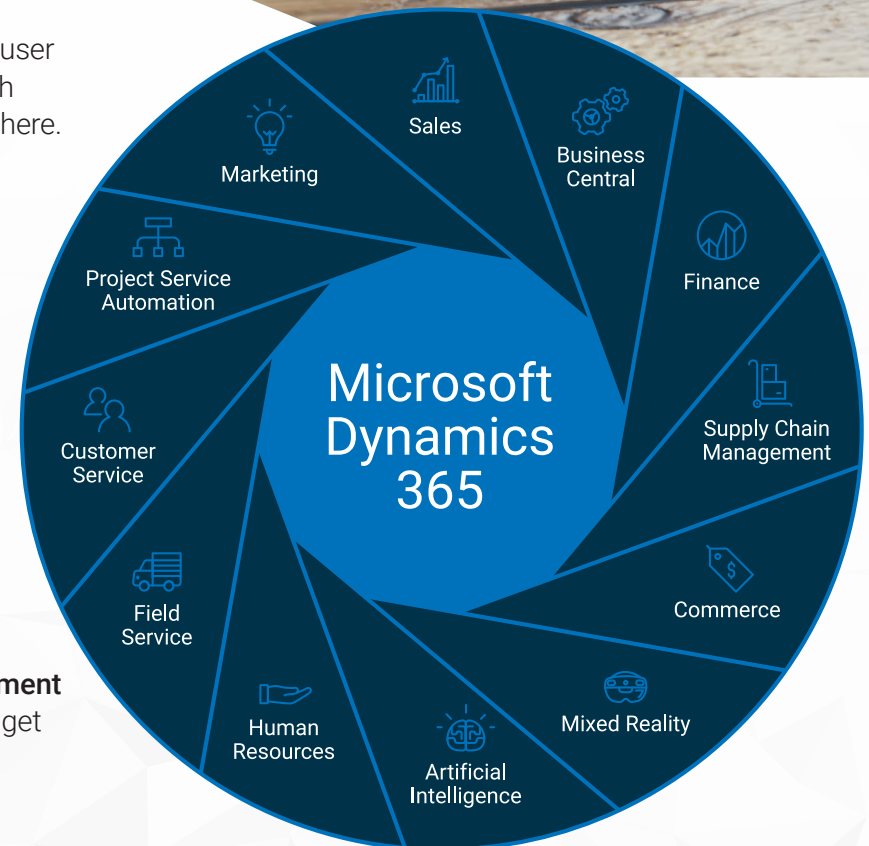 user
h
here.
Sales
Business
Central
Marketing
Finance
Project Service
Automation
Microsoft
Dynamics
365
Supply Chain
Management
Customer
Service
Commerce
Field
Service
ment
get
Human
Resources
Mixed Reality
Artificial
Intelligence